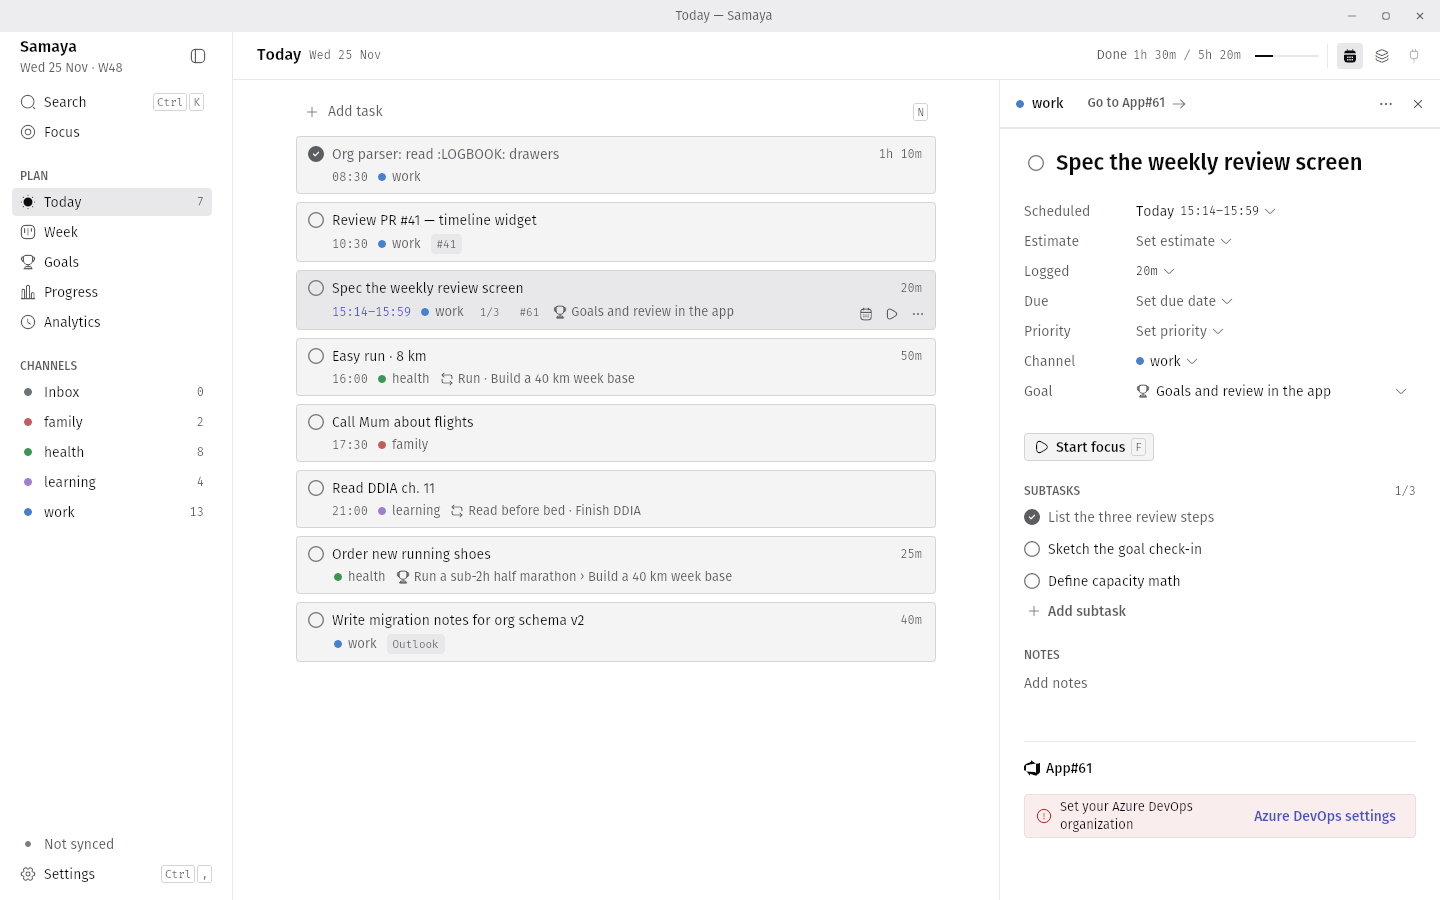 Today — Samaya
Samaya
Wed 25 Nov · W48
Search Ctrl K
Focus
PLAN
Today 7
Week
Goals
Progress
Analytics
CHANNELS
Inbox 0
family 2
health 8
learning 4
work 13
Not synced
Settings Ctrl ,
Today Wed 25 Nov
Done 1h 30m / 5h 20m
Add task N
Org parser: read :LOGBOOK: drawers 1h 10m
08:30 work
Review PR #41 — timeline widget
10:30 work #41
Spec the weekly review screen 20m
15:14–15:59 work 1/3 #61 Goals and review in the app
Easy run · 8 km 50m
16:00 health Run · Build a 40 km week base
Call Mum about flights
17:30 family
Read DDIA ch. 11
21:00 learning Read before bed · Finish DDIA
Order new running shoes 25m
health Run a sub-2h half marathon › Build a 40 km week base
Write migration notes for org schema v2 40m
work Outlook
work Go to App#61
Spec the weekly review screen
Scheduled Today 15:14–15:59
Estimate Set estimate
Logged 20m
Due Set due date
Priority Set priority
Channel work
Goal Goals and review in the app
Start focus F
SUBTASKS 1/3
List the three review steps
Sketch the goal check-in
Define capacity math
Add subtask
NOTES
Add notes
App#61
Set your Azure DevOps
organization
Azure DevOps settings